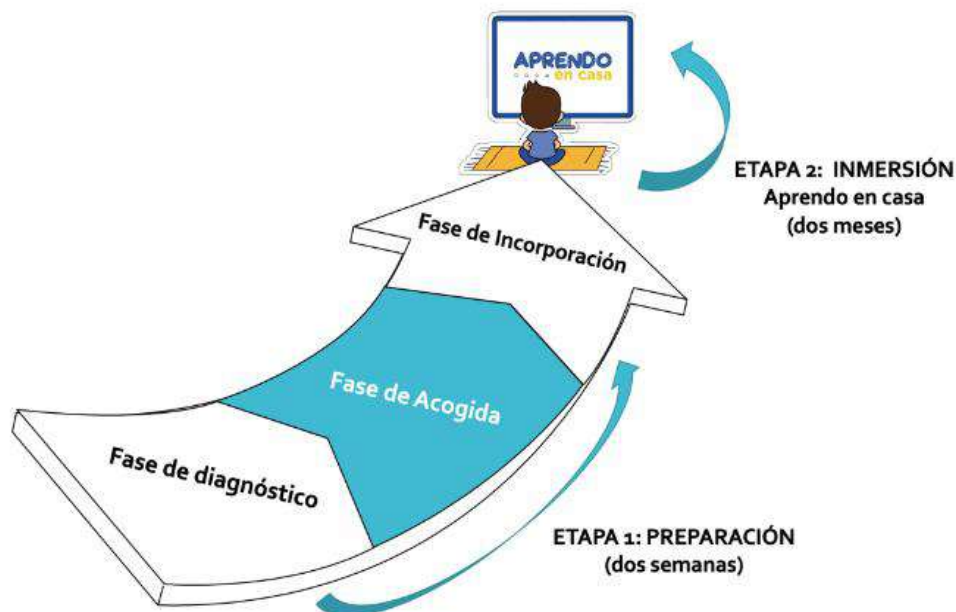 APRENDO
en casa
ETAPA 2: INMERSIÓN
Aprendo en casa
(dos meses)
Fase de Incorporación
Fase de Acogida
Fase de diagnóstico
ETAPA 1: PREPARACIÓN
(dos semanas)